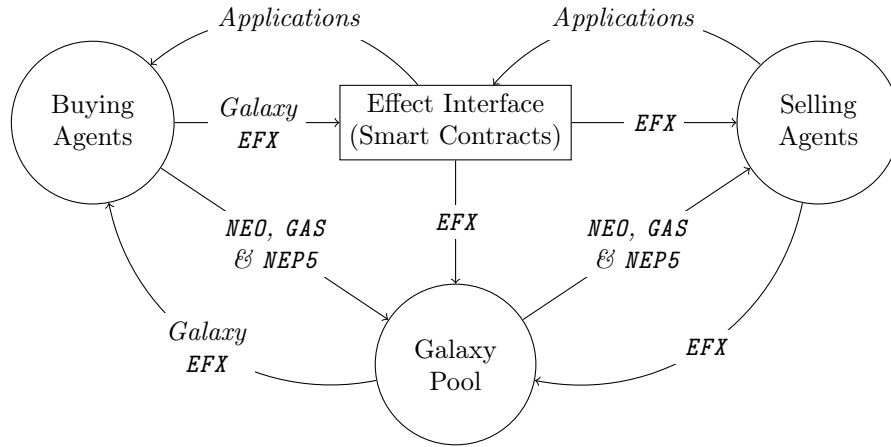 Applications
Applications
Buying
Agents
Galaxy
EFX
Effect Interface
(Smart Contracts)
EFX
Selling
Agents
NEO, GAS
& NEP5
EFX
NEO, GAS
& NEP5
Galaxy
EFX
Galaxy
Pool
EFX